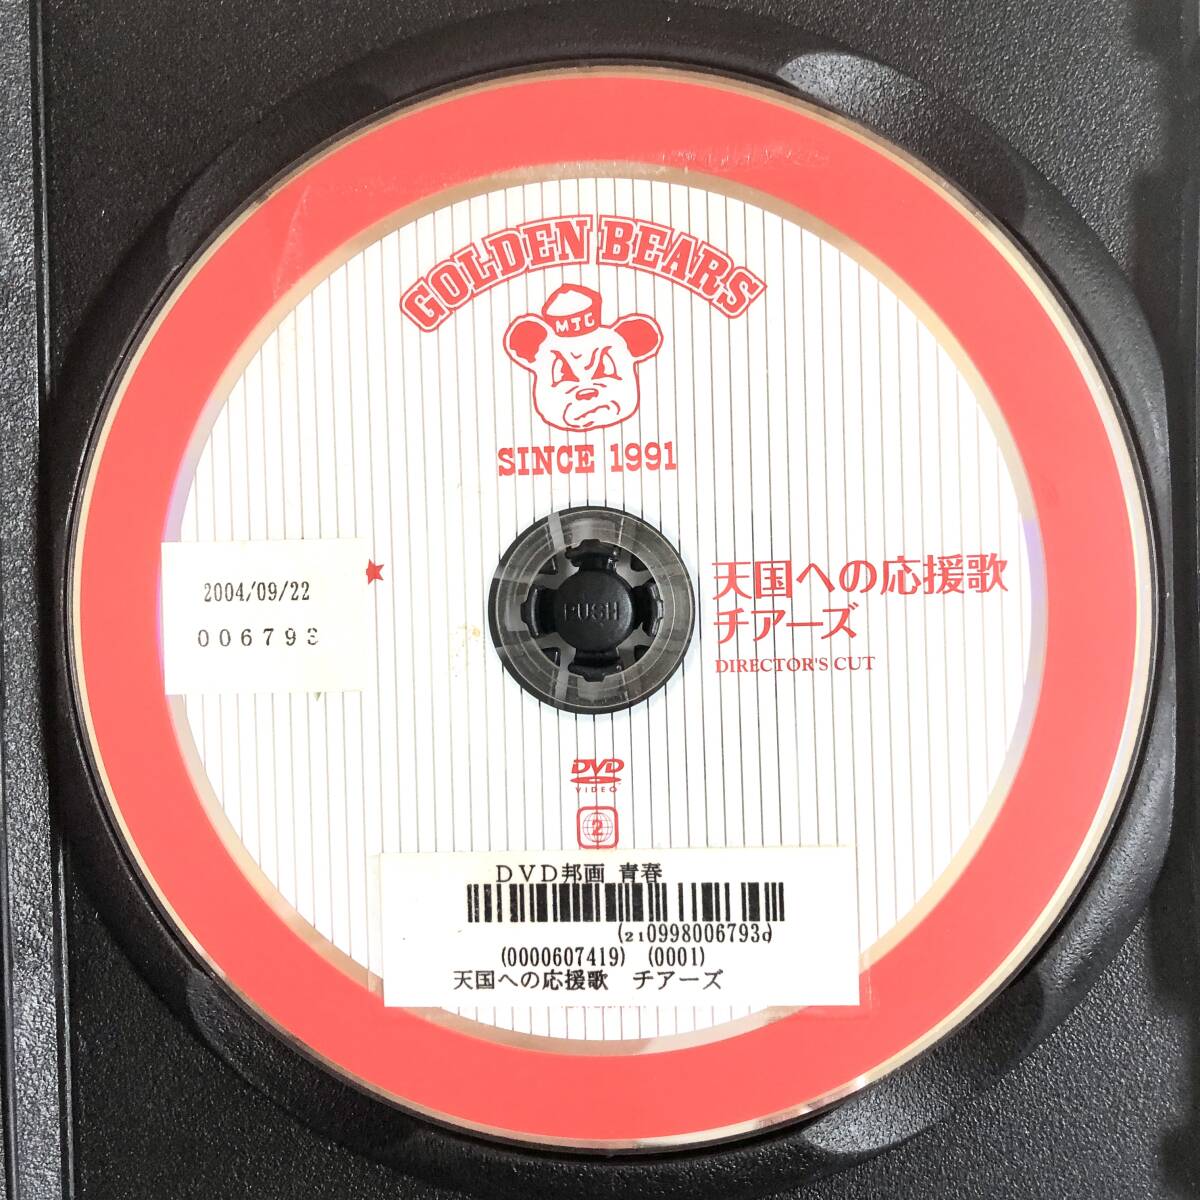 GOLDEN BEARS
MTC
SINCE 1991
2004/09/22
006793
PUSH
天国への応援歌
チアーズ
DIRECTOR'S CUT
DVD
VIDEO
2
DVD邦画 青春
(210998006793
(0000607419) (0001)
天国への応援歌 チアーズ